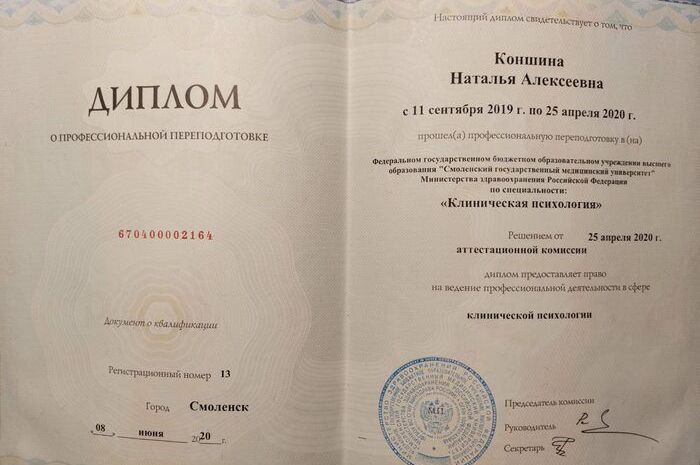 ДИПЛОМ
О ПРОФЕССИОНАЛЬНОЙ ПЕРЕПОДГОТОВКЕ
670400002164
Документ о квалификации
Регистрационный номер 13
Город Смоленск
08 июня 2020 г.
Настоящий диплом свидетельствует о том, что
Коншина
Наталья Алексеевна
с 11 сентября 2019 г. по 25 апреля 2020 г.
прошел(а) профессиональную переподготовку в (на)
Федеральном государственном бюджетном образовательном учреждении высшего
образования "Смоленский государственный медицинский университет"
Министерства здравоохранения Российской Федерации
по специальности:
«Клиническая психология»
Решением от 25 апреля 2020 г.
аттестационной комиссии
диплом предоставляет право
на ведение профессиональной деятельности в сфере
клинической психологии
Председатель комиссии
М.П.
Руководитель
Секретарь